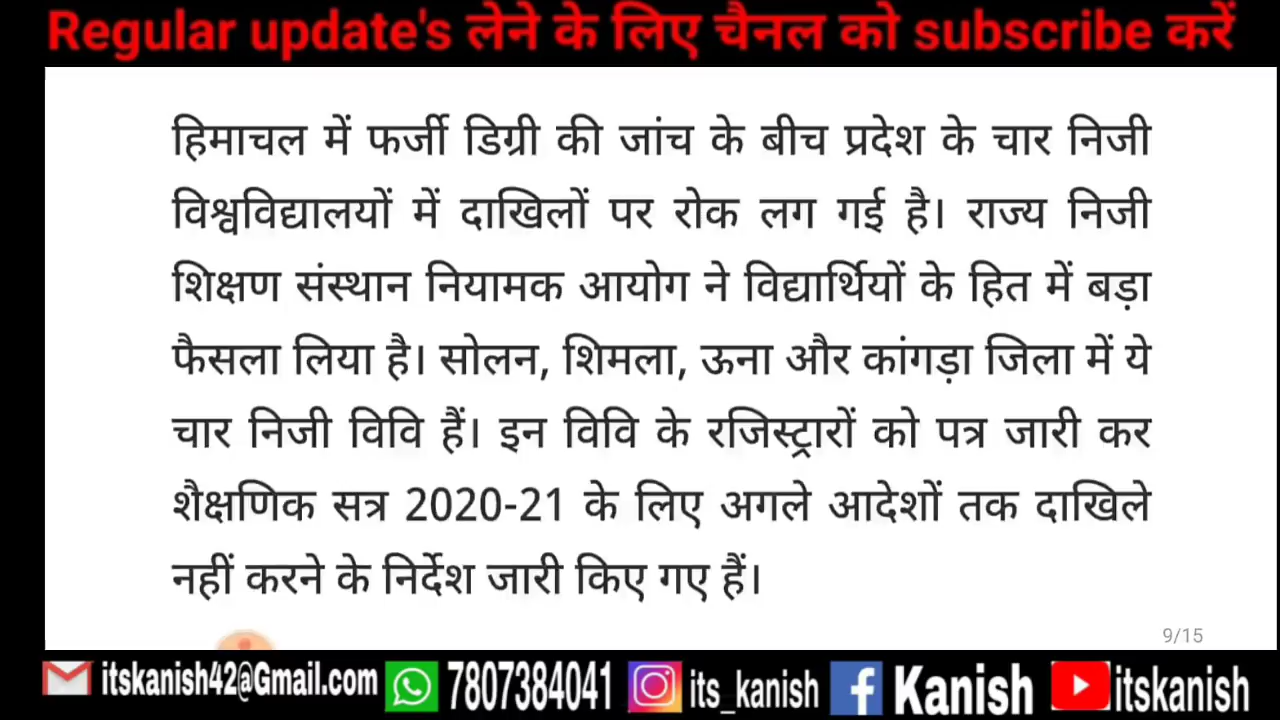 Regular update's लेने के लिए चैनल को subscribe करें
हिमाचल में फर्जी डिग्री की जांच के बीच प्रदेश के चार निजी
विश्वविद्यालयों में दाखिलों पर रोक लग गई है। राज्य निजी
शिक्षण संस्थान नियामक आयोग ने विद्यार्थियों के हित में बड़ा
फैसला लिया है। सोलन, शिमला, ऊना और कांगड़ा जिला में ये
चार निजी विवि हैं। इन विवि के रजिस्ट्रारों को पत्र जारी कर
शैक्षणिक सत्र 2020-21 के लिए अगले आदेशों तक दाखिले
नहीं करने के निर्देश जारी किए गए हैं।
9/15
itskanish42@Gmail.com 7807384041 its_kanish Kanish itskanish